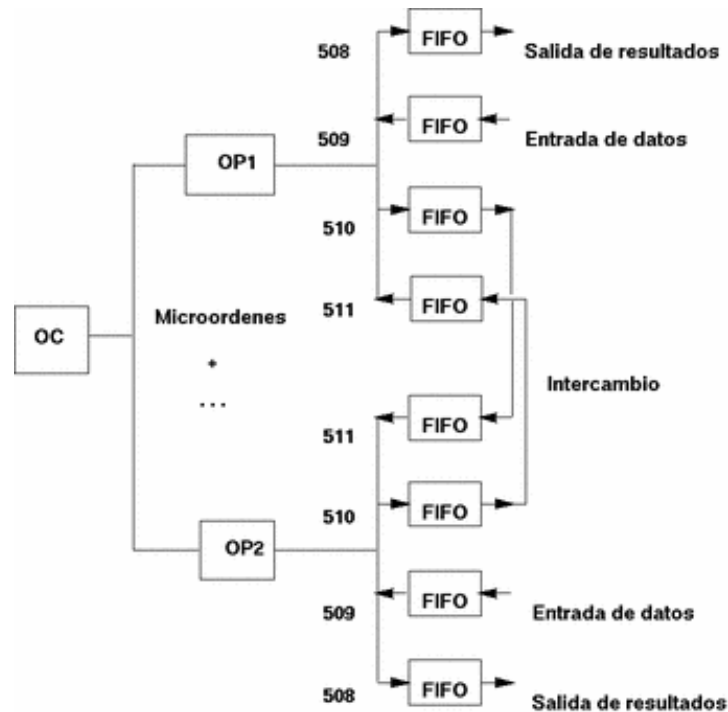 508 FIFO Salida de resultados
509 FIFO Entrada de datos
OP1
510 FIFO
511 FIFO
OC Microordenes
+
...
Intercambio
511 FIFO
510 FIFO
OP2
509 FIFO Entrada de datos
508 FIFO Salida de resultados